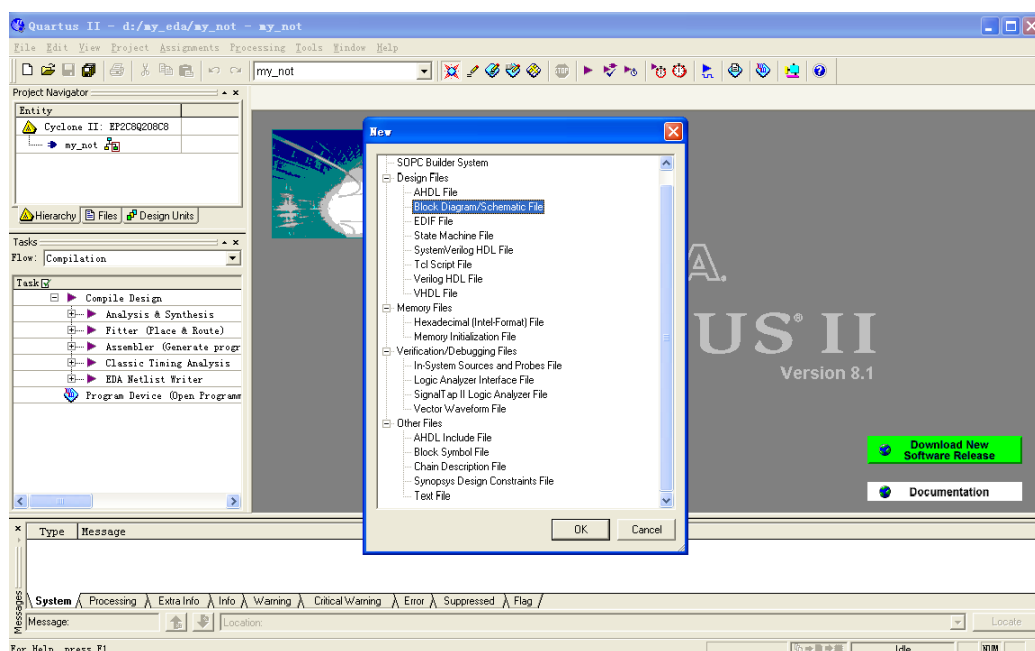 Quartus II - d:/my_eda/my_not - my_not
File Edit View Project Assignments Processing Tools Window Help
my_not
Project Navigator
Entity
Cyclone II: EP2C8Q208C8
my_not
Hierarchy Files Design Units
Tasks
Flow: Compilation
Task
Compile Design
Analysis & Synthesis
Fitter (Place & Route)
Assembler (Generate progr
Classic Timing Analysis
EDA Netlist Writer
Program Device (Open Programm
New
SOPC Builder System
Design Files
AHDL File
Block Diagram/Schematic File
EDIF File
State Machine File
SystemVerilog HDL File
Tcl Script File
Verilog HDL File
VHDL File
Memory Files
Hexadecimal (Intel-Format) File
Memory Initialization File
Verification/Debugging Files
In-System Sources and Probes File
Logic Analyzer Interface File
SignalTap II Logic Analyzer File
Vector Waveform File
Other Files
AHDL Include File
Block Symbol File
Chain Description File
Synopsys Design Constraints File
Text File
OK Cancel
A.
US® II
Version 8.1
Download New
Software Release
Documentation
Type Message
System Processing Extra Info Info Warning Critical Warning Error Suppressed Flag
Messages
Message: Location: Locate
For Help, press F1 Idle NUM